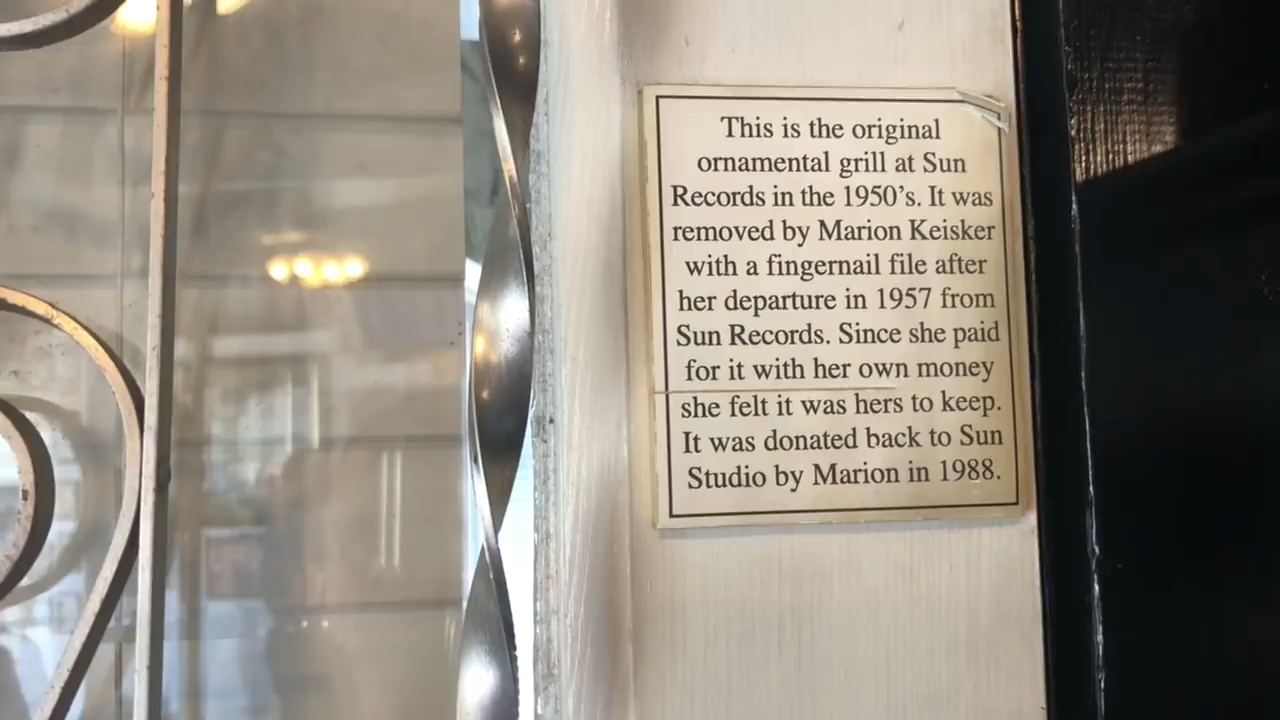 This is the original
ornamental grill at Sun
Records in the 1950's. It was
removed by Marion Keisker
with a fingernail file after
her departure in 1957 from
Sun Records. Since she paid
for it with her own money
she felt it was hers to keep.
It was donated back to Sun
Studio by Marion in 1988.